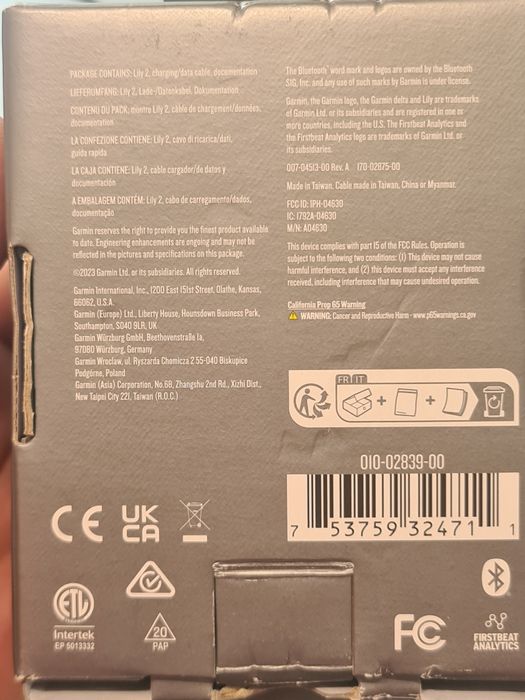 PACKAGE CONTAINS: Lily 2, charging/data cable, documentation
LIEFERUMFANG: Lily 2, Lade-/Datenkabel, Dokumentation
CONTENU DU PACK: montre Lily 2, câble de chargement/données,
documentation
LA CONFEZIONE CONTIENE: Lily 2, cavo di ricarica/dati,
guida rapida
LA CAJA CONTIENE: Lily 2, cable cargador/de datos y
documentación
A EMBALAGEM CONTÉM: Lily 2, cabo de carregamento/dados,
documentação
Garmin reserves the right to provide you the finest product available
to date. Engineering enhancements are ongoing and may not be
reflected in the pictures and specifications on this package.
©2023 Garmin Ltd. or its subsidiaries. All rights reserved.
Garmin International, Inc., 1200 East 151st Street, Olathe, Kansas,
66062, U.S.A.
Garmin (Europe) Ltd., Liberty House, Hounsdown Business Park,
Southampton, SO40 9LR, UK
Garmin Würzburg GmbH, Beethovenstraße 1a,
97080 Würzburg, Germany
Garmin Wroclaw, ul. Ryszarda Chomicza 2 55-040 Biskupice
Podgórne, Poland
Garmin (Asia) Corporation, No.68, Zhangshu 2nd Rd., Xizhi Dist.,
New Taipei City 221, Taiwan (R.O.C.)
The Bluetooth® word mark and logos are owned by the Bluetooth
SIG, Inc. and any use of such marks by Garmin is under license.
Garmin, the Garmin logo, the Garmin delta and Lily are trademarks
of Garmin Ltd. or its subsidiaries and are registered in one or
more countries, including the U.S. The Firstbeat Analytics and
the Firstbeat Analytics logo are trademarks of Garmin Ltd. or
its subsidiaries.
007-04513-00 Rev. A 170-02875-00
Made in Taiwan. Cable made in Taiwan, China or Myanmar.
FCC ID: IPH-04630
IC: 1792A-04630
M/N: A04630
This device complies with part 15 of the FCC Rules. Operation is
subject to the following two conditions: (1) This device may not cause
harmful interference, and (2) this device must accept any interference
received, including interference that may cause undesired operation.
California Prop 65 Warning
WARNING: Cancer and Reproductive Harm - www.p65warnings.ca.gov
FR IT
010-02839-00
7 53759 32471 1
CE
UK
CA
ETL
Intertek
EP 5013332
20
PAP
FC
FIRSTBEAT
ANALYTICS